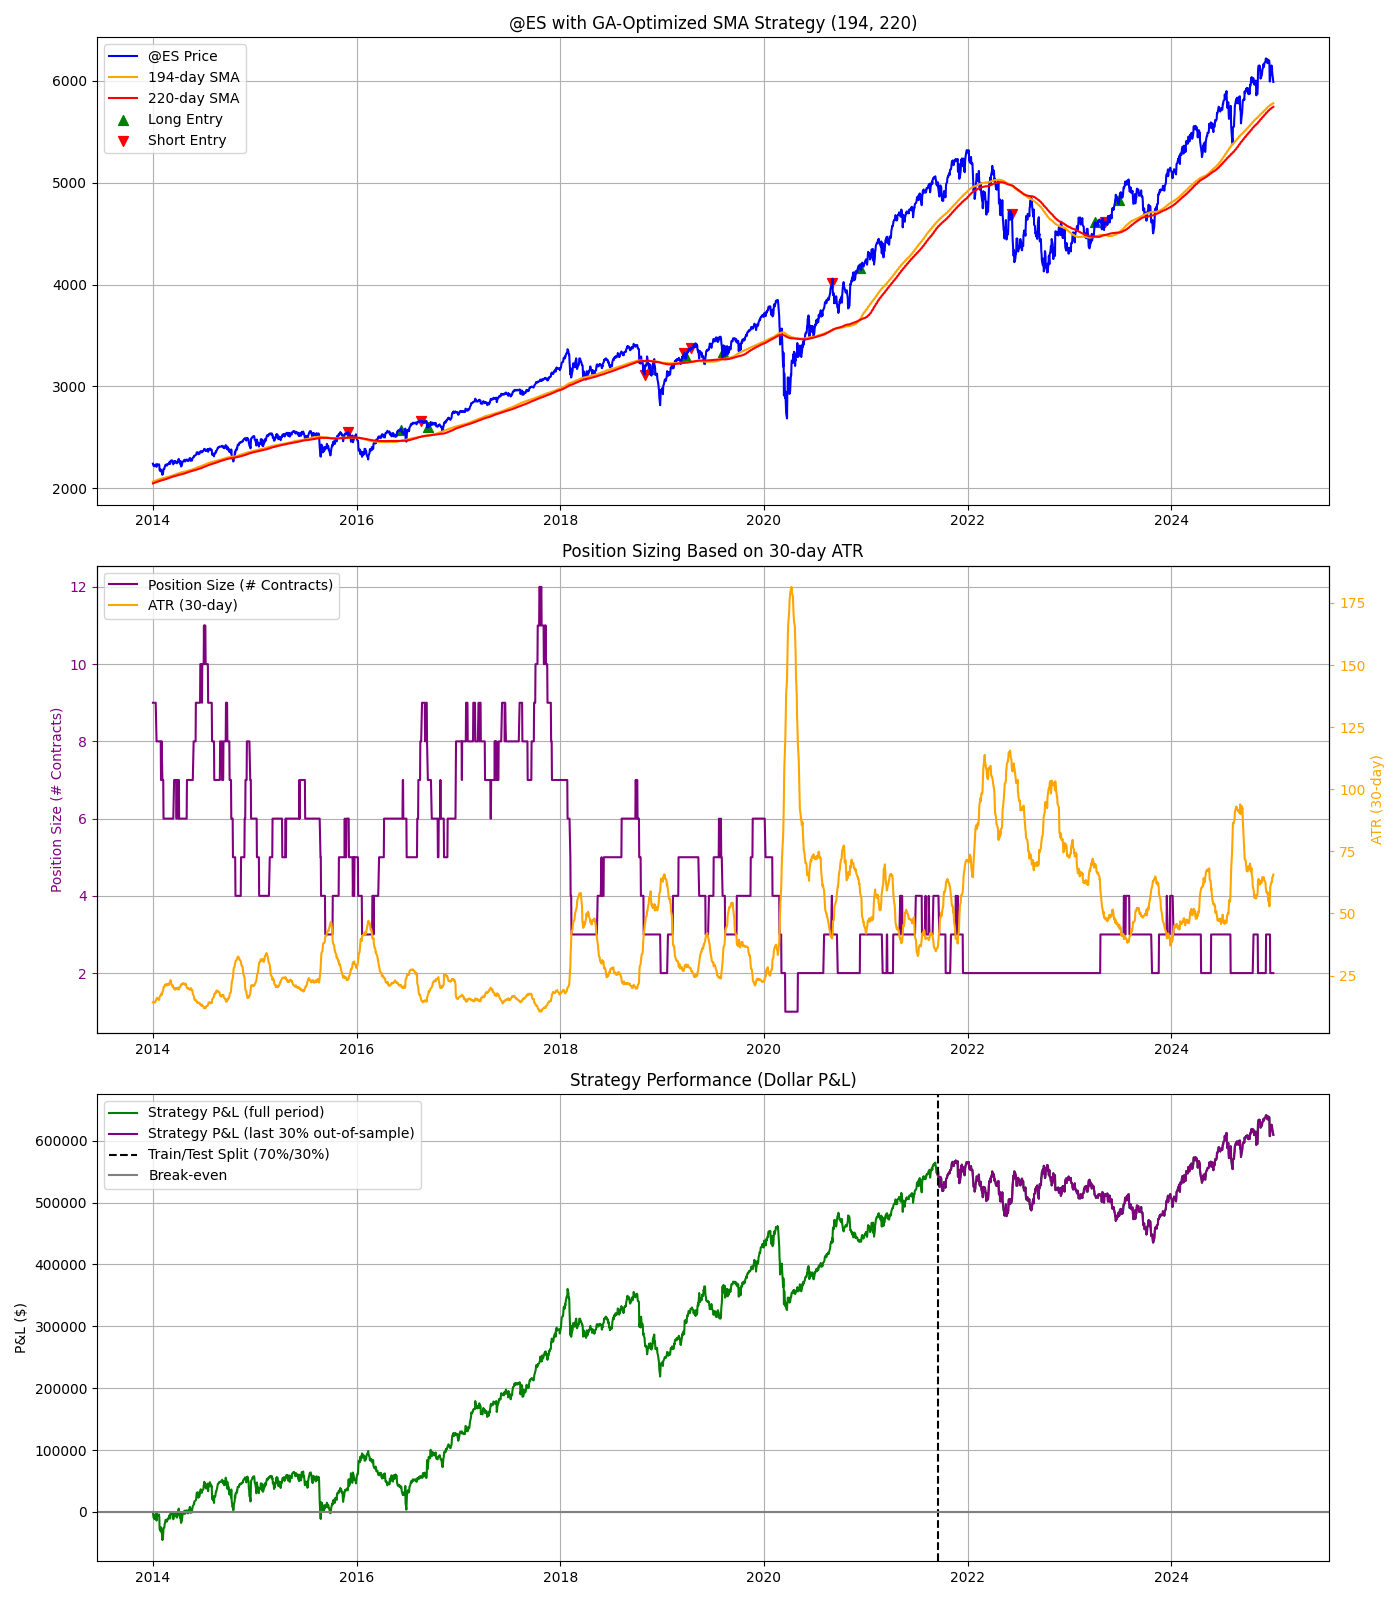 @ES with GA-Optimized SMA Strategy (194, 220)
@ES Price
194-day SMA
220-day SMA
Long Entry
Short Entry
6000
5000
4000
3000
2000
2014 2016 2018 2020 2022 2024
Position Sizing Based on 30-day ATR
Position Size (# Contracts)
ATR (30-day)
12
10
8
6
4
2
Position Size (# Contracts)
175
150
125
100
75
50
25
ATR (30-day)
2014 2016 2018 2020 2022 2024
Strategy Performance (Dollar P&L)
Strategy P&L (full period)
Strategy P&L (last 30% out-of-sample)
Train/Test Split (70%/30%)
Break-even
600000
500000
400000
300000
200000
100000
0
P&L ($)
2014 2016 2018 2020 2022 2024